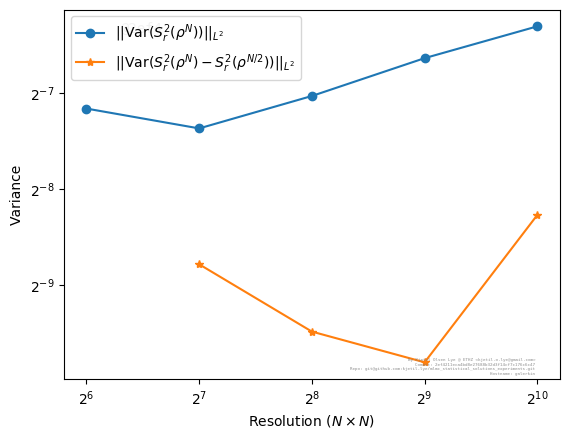 ||Var(S_r^2(ρ^N))||_{L^2}
||Var(S_r^2(ρ^N) − S_r^2(ρ^{N/2}))||_{L^2}
2^{-7}
2^{-8}
2^{-9}
Variance
2^6 2^7 2^8 2^9 2^{10}
Resolution (N × N)